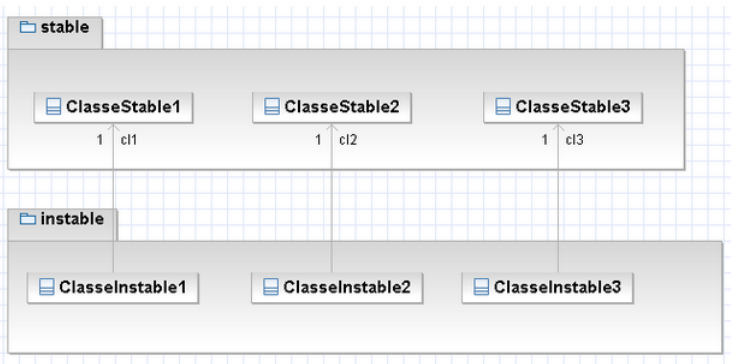 stable
ClasseStable1 ClasseStable2 ClasseStable3
1 cl1 1 cl2 1 cl3
instable
ClasseInstable1 ClasseInstable2 ClasseInstable3